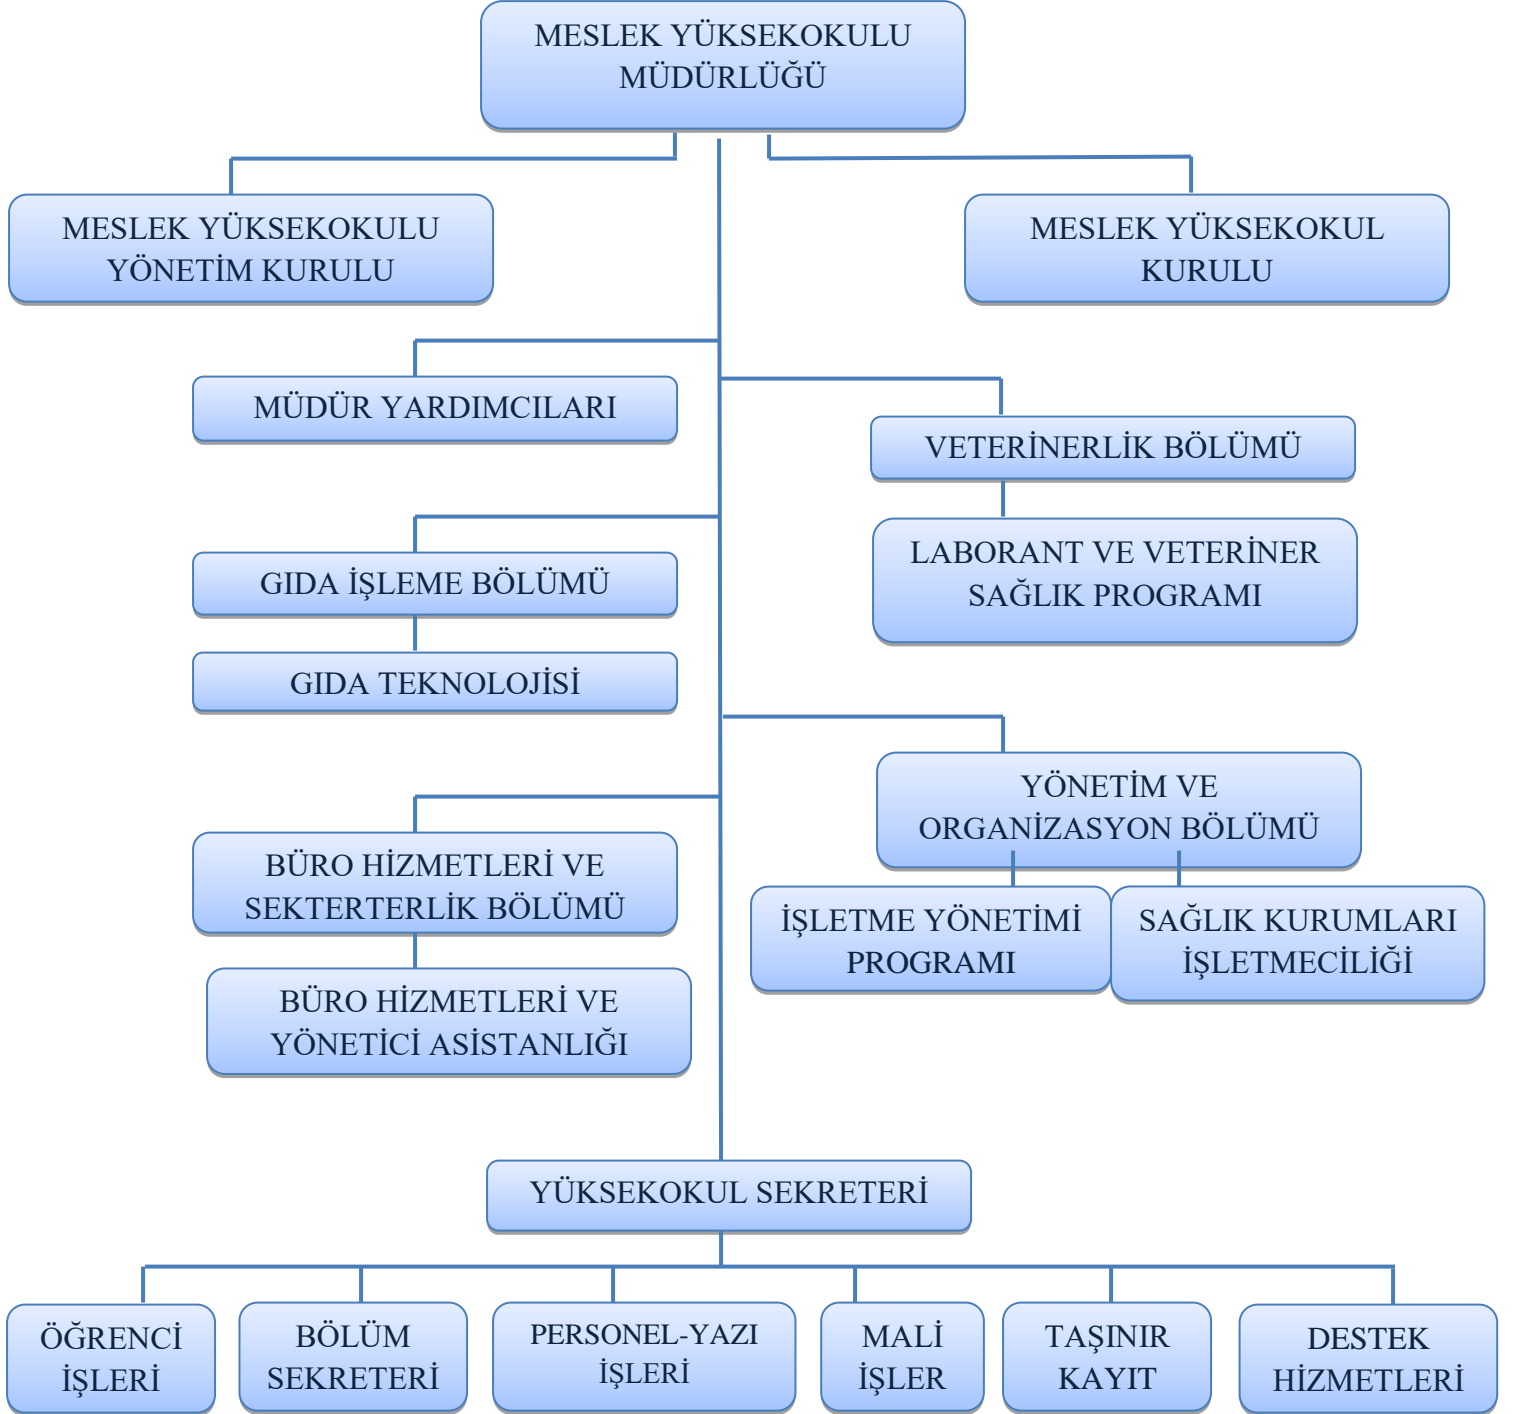 MESLEK YÜKSEKOKULU
MÜDÜRLÜĞÜ
MESLEK YÜKSEKOKULU
YÖNETİM KURULU
MESLEK YÜKSEKOKUL
KURULU
MÜDÜR YARDIMCILARI
VETERİNERLİK BÖLÜMÜ
LABORANT VE VETERİNER
SAĞLIK PROGRAMI
GIDA İŞLEME BÖLÜMÜ
GIDA TEKNOLOJİSİ
YÖNETİM VE
ORGANİZASYON BÖLÜMÜ
BÜRO HİZMETLERİ VE
SEKTERTERLİK BÖLÜMÜ
İŞLETME YÖNETİMİ
PROGRAMI
SAĞLIK KURUMLARI
İŞLETMECİLİĞİ
BÜRO HİZMETLERİ VE
YÖNETİCİ ASİSTANLIĞI
YÜKSEKOKUL SEKRETERİ
ÖĞRENCİ
İŞLERİ
BÖLÜM
SEKRETERİ
PERSONEL-YAZI
İŞLERİ
MALİ
İŞLER
TAŞINIR
KAYIT
DESTEK
HİZMETLERİ